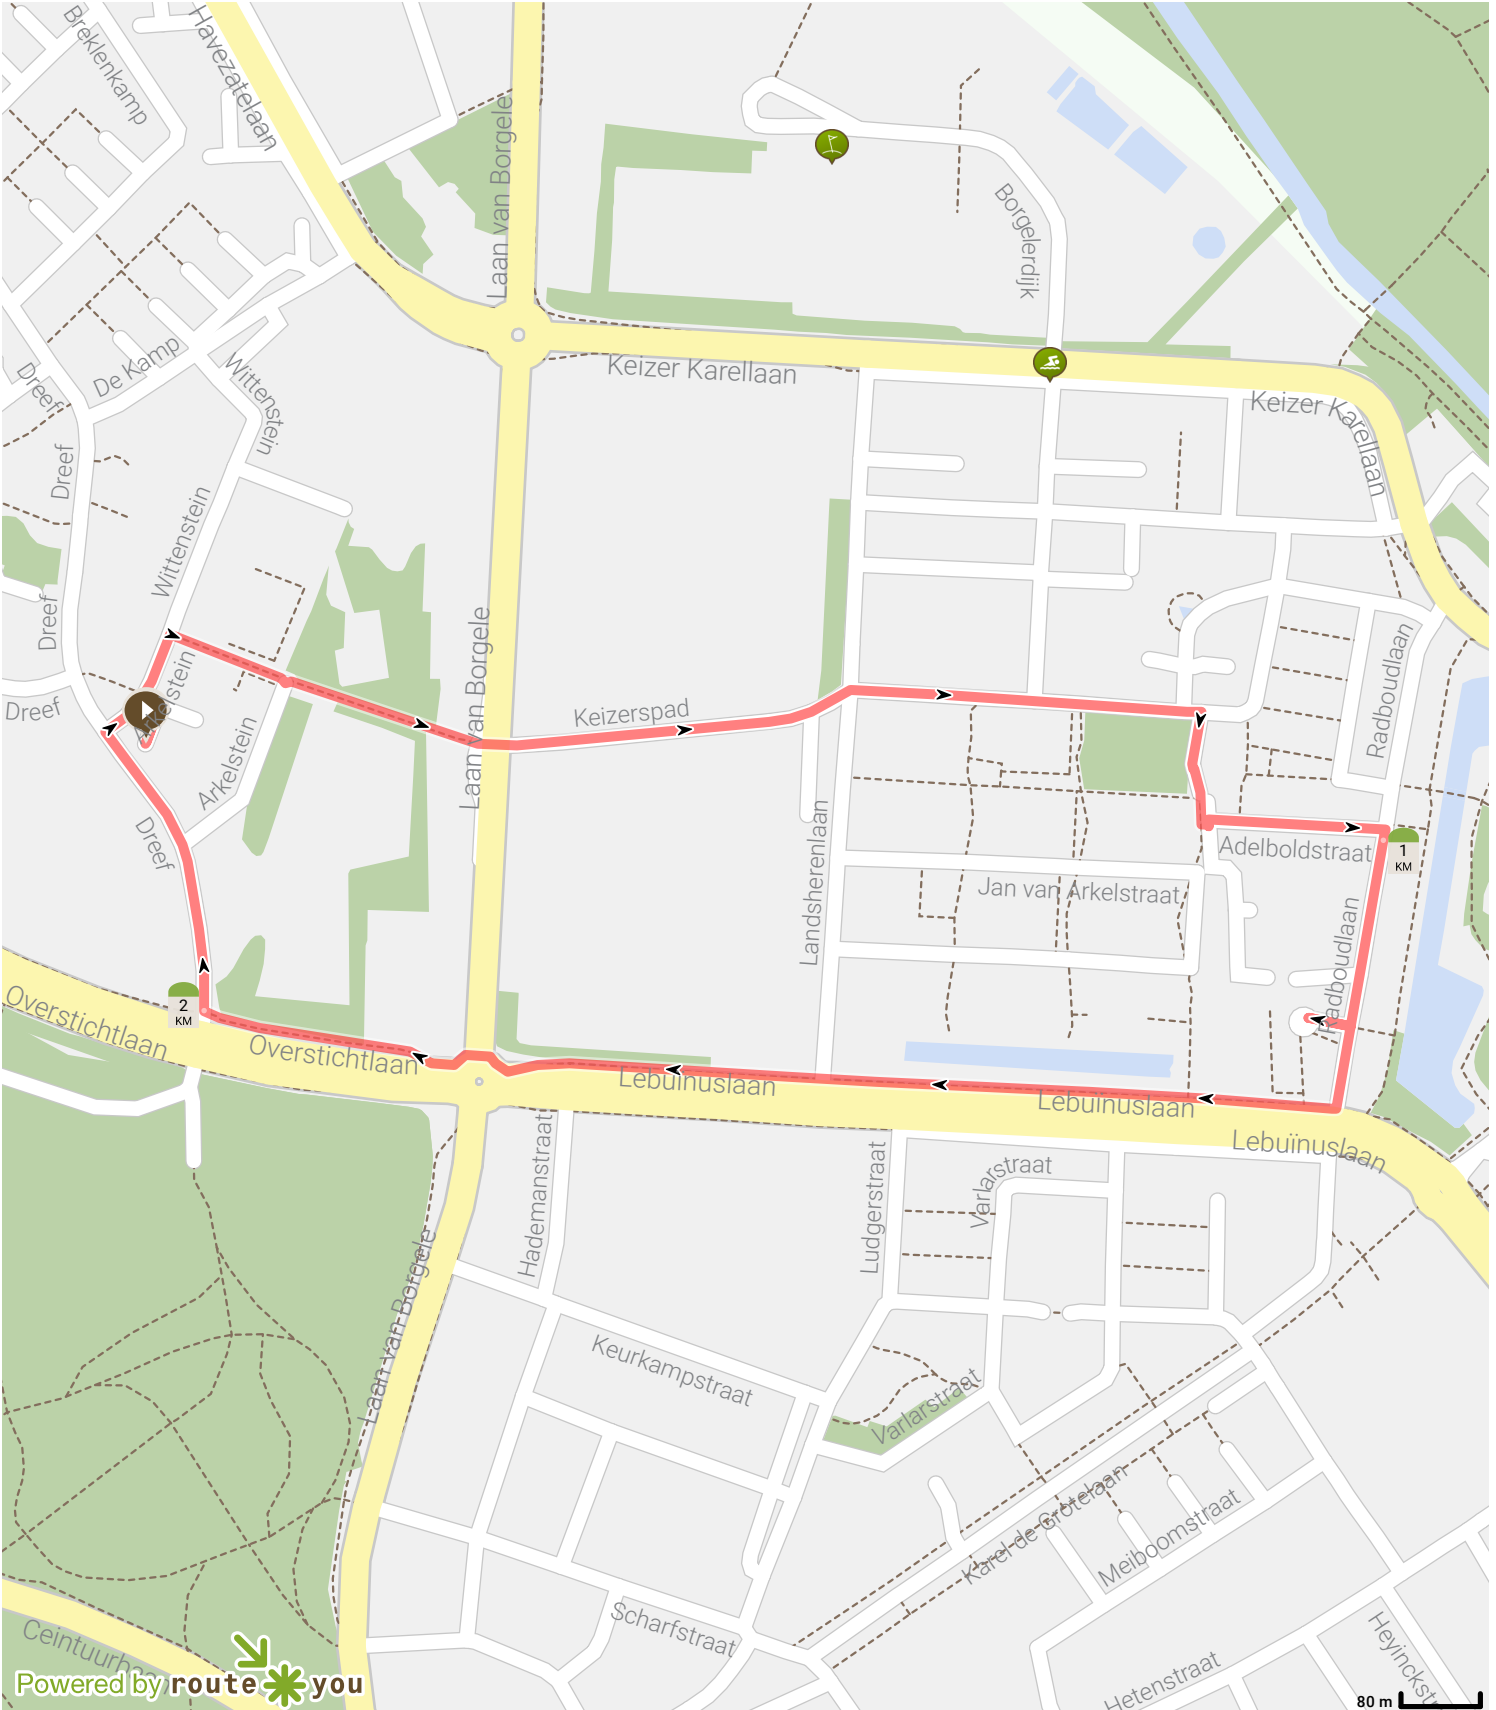 Breklenkamp
Havezatelaan
Laan van Borgele
Borgelerdijk
Keizer Karellaan
Keizer Karellaan
De Kamp
Wittenstein
Dreef
Dreef
Wittenstein
Dreef
Radboudlaan
Arkelstein
Laan van Borgele
Keizerspad
Dreef
Arkelstein
Dreef
Landsherenlaan
Adelboldstraat
1
KM
Jan van Arkelstraat
Radboudlaan
2
KM
Overstichtlaan
Overstichtlaan
Lebuïnuslaan
Lebuïnuslaan
Lebuïnuslaan
Hademanstraat
Ludgerstraat
Varlarstraat
Laan van Borgele
Keurkampstraat
Varlarstraat
Karel de Grotelaan
Meiboomstraat
Scharfstraat
Heyinckstr
Hetenstraat
Ceintuurbaan
Powered by route you
80 m